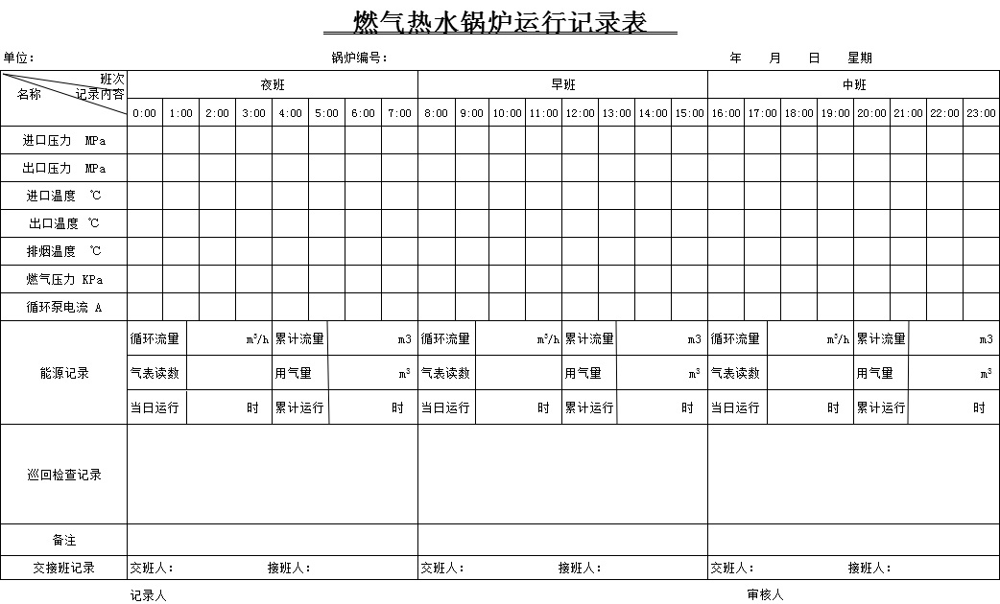 燃气热水锅炉运行记录表
单位： 锅炉编号： 年 月 日 星期
班次 夜班 早班 中班
名称 记录内容
0:00 1:00 2:00 3:00 4:00 5:00 6:00 7:00 8:00 9:00 10:00 11:00 12:00 13:00 14:00 15:00 16:00 17:00 18:00 19:00 20:00 21:00 22:00 23:00
进口压力 MPa
出口压力 MPa
进口温度 ℃
出口温度 ℃
排烟温度 ℃
燃气压力 KPa
循环泵电流 A
能源记录
循环流量 m³/h 累计流量 m3 循环流量 m³/h 累计流量 m3 循环流量 m³/h 累计流量 m3
气表读数 用气量 m³ 气表读数 用气量 m³ 气表读数 用气量 m³
当日运行 时 累计运行 时 当日运行 时 累计运行 时 当日运行 时 累计运行 时
巡回检查记录
备注
交接班记录 交班人： 接班人： 交班人： 接班人： 交班人： 接班人：
记录人 审核人